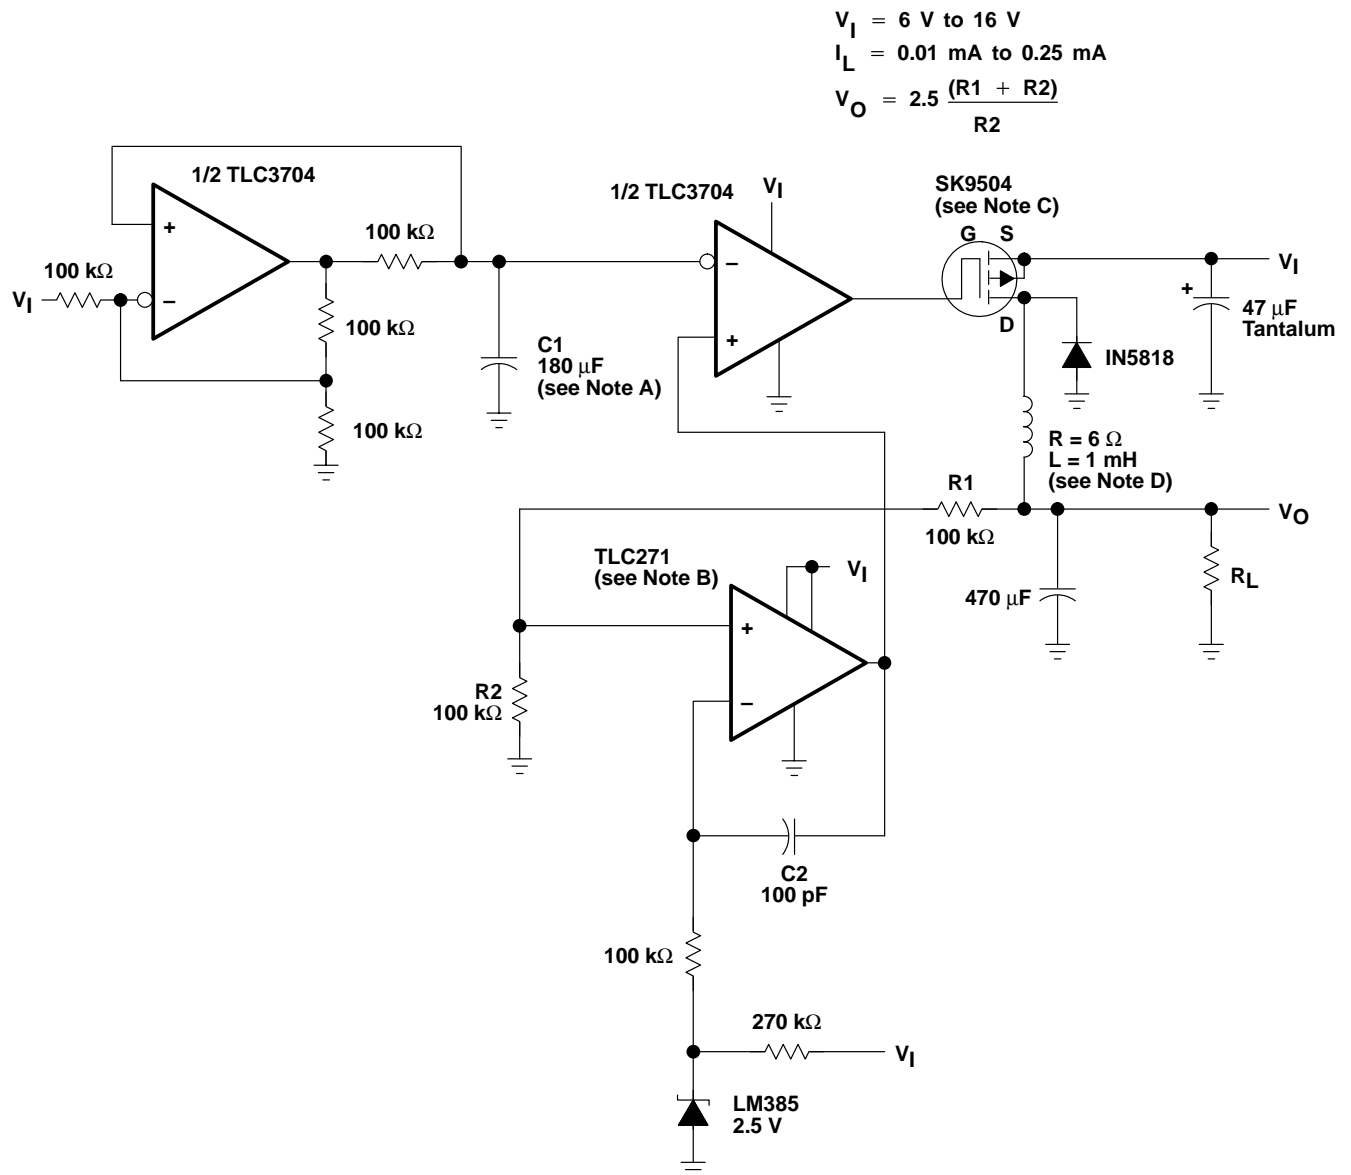 V_I = 6 V to 16 V
I_L = 0.01 mA to 0.25 mA
V_O = 2.5 (R1 + R2)
R2
1/2 TLC3704
+
−
100 kΩ
V_I
100 kΩ
100 kΩ
100 kΩ
C1
180 μF
(see Note A)
1/2 TLC3704
V_I
−
+
SK9504
(see Note C)
G S
D
V_I
+
47 μF
Tantalum
IN5818
R = 6 Ω
L = 1 mH
(see Note D)
R1
100 kΩ
V_O
470 μF
R_L
TLC271
(see Note B)
V_I
+
−
R2
100 kΩ
C2
100 pF
100 kΩ
270 kΩ
V_I
LM385
2.5 V